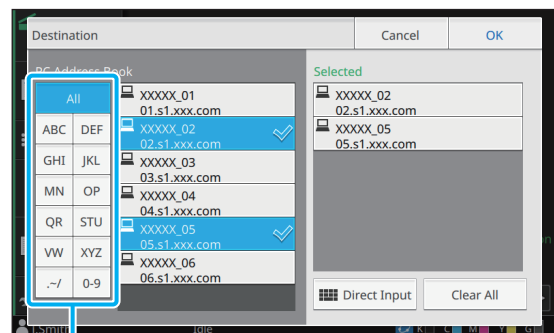 Destination
Cancel
OK
PC Address Book
Selected
All
ABC DEF
GHI JKL
MN OP
QR STU
VW XYZ
.~/ 0-9
XXXXX_01
01.s1.xxx.com
XXXXX_02
02.s1.xxx.com
XXXXX_03
03.s1.xxx.com
XXXXX_04
04.s1.xxx.com
XXXXX_05
05.s1.xxx.com
XXXXX_06
06.s1.xxx.com
XXXXX_02
02.s1.xxx.com
XXXXX_05
05.s1.xxx.com
Direct Input
Clear All
J.Smith
Idle
K C M Y G